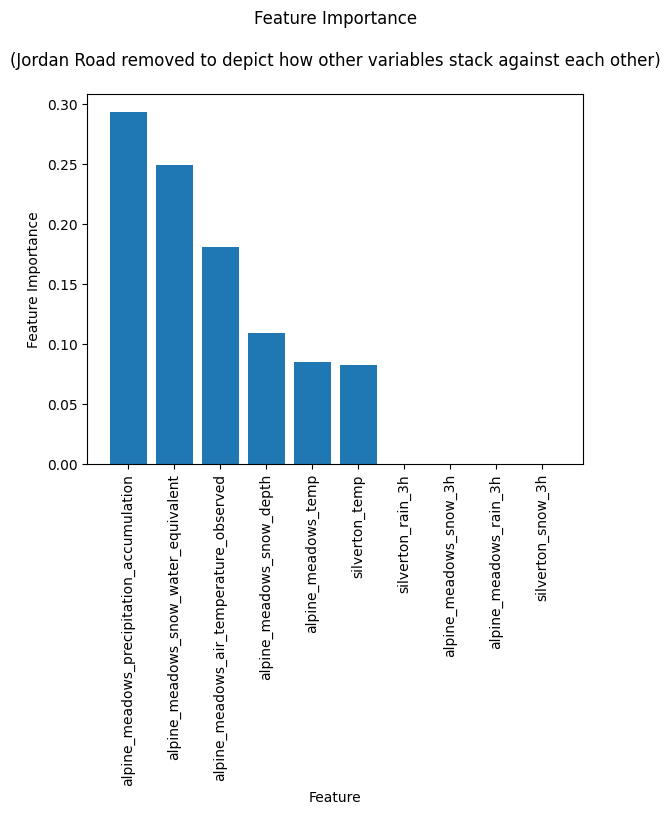 Feature Importance
(Jordan Road removed to depict how other variables stack against each other)
0.30
0.25
0.20
0.15
0.10
0.05
0.00
Feature Importance
alpine_meadows_precipitation_accumulation
alpine_meadows_snow_water_equivalent
alpine_meadows_air_temperature_observed
alpine_meadows_snow_depth
alpine_meadows_temp
silverton_temp
silverton_rain_3h
alpine_meadows_snow_3h
alpine_meadows_rain_3h
silverton_snow_3h
Feature